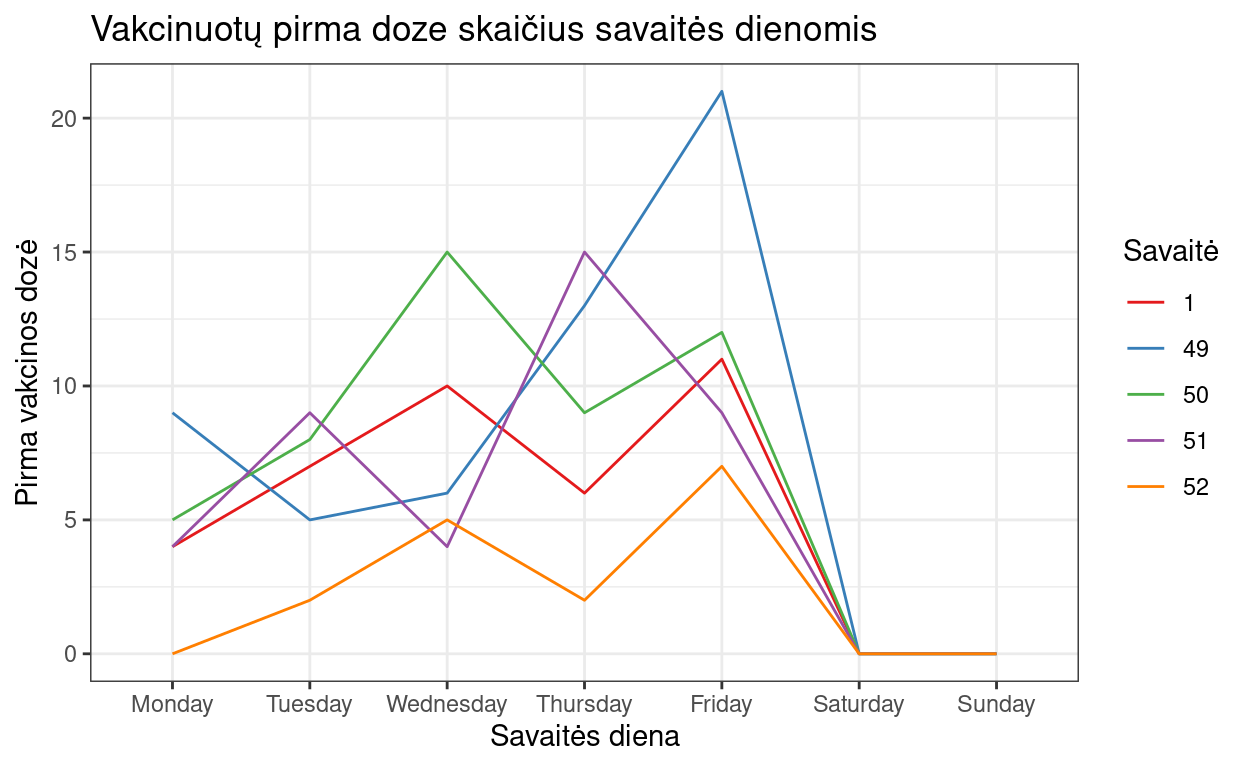 Vakcinuotų pirma doze skaičius savaitės dienomis
Pirma vakcinos dozė
20
15
10
5
0
Monday Tuesday Wednesday Thursday Friday Saturday Sunday
Savaitės diena
Savaitė
1
49
50
51
52